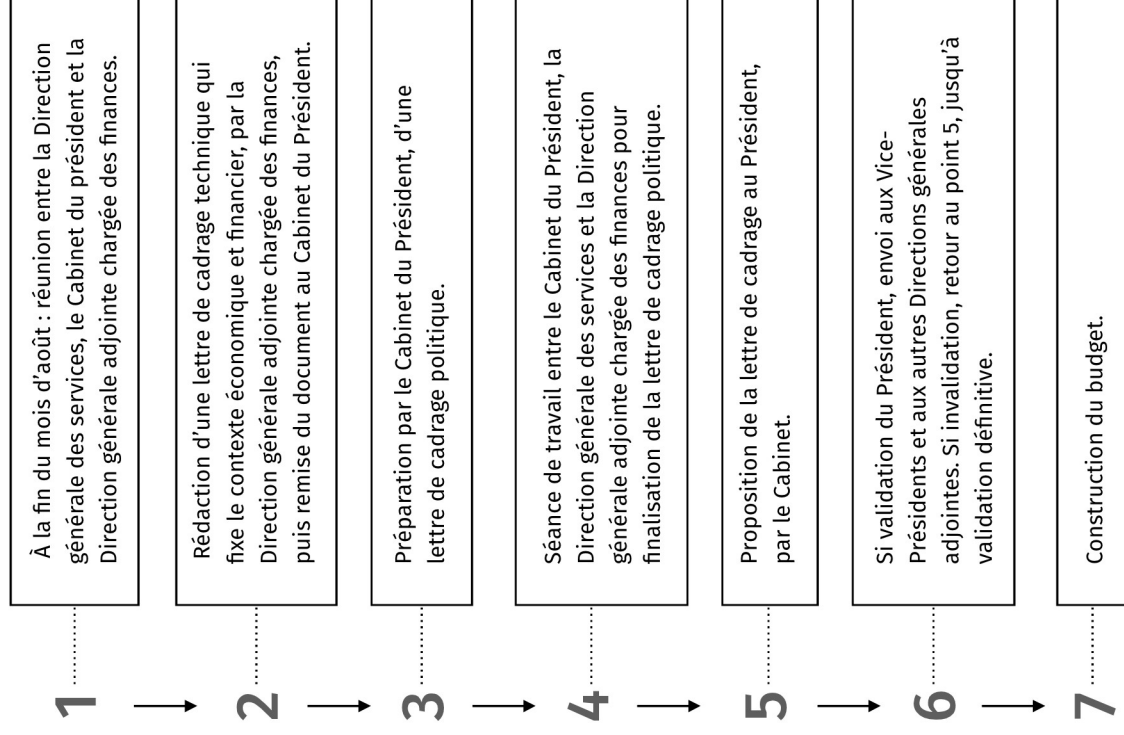 1
À la fin du mois d’août : réunion entre la Direction
générale des services, le Cabinet du président et la
Direction générale adjointe chargée des finances.
2
Rédaction d’une lettre de cadrage technique qui
fixe le contexte économique et financier, par la
Direction générale adjointe chargée des finances,
puis remise du document au Cabinet du Président.
3
Préparation par le Cabinet du Président, d’une
lettre de cadrage politique.
4
Séance de travail entre le Cabinet du Président, la
Direction générale des services et la Direction
générale adjointe chargée des finances pour
finalisation de la lettre de cadrage politique.
5
Proposition de la lettre de cadrage au Président,
par le Cabinet.
6
Si validation du Président, envoi aux Vice-
Présidents et aux autres Directions générales
adjointes. Si invalidation, retour au point 5, jusqu’à
validation définitive.
7
Construction du budget.